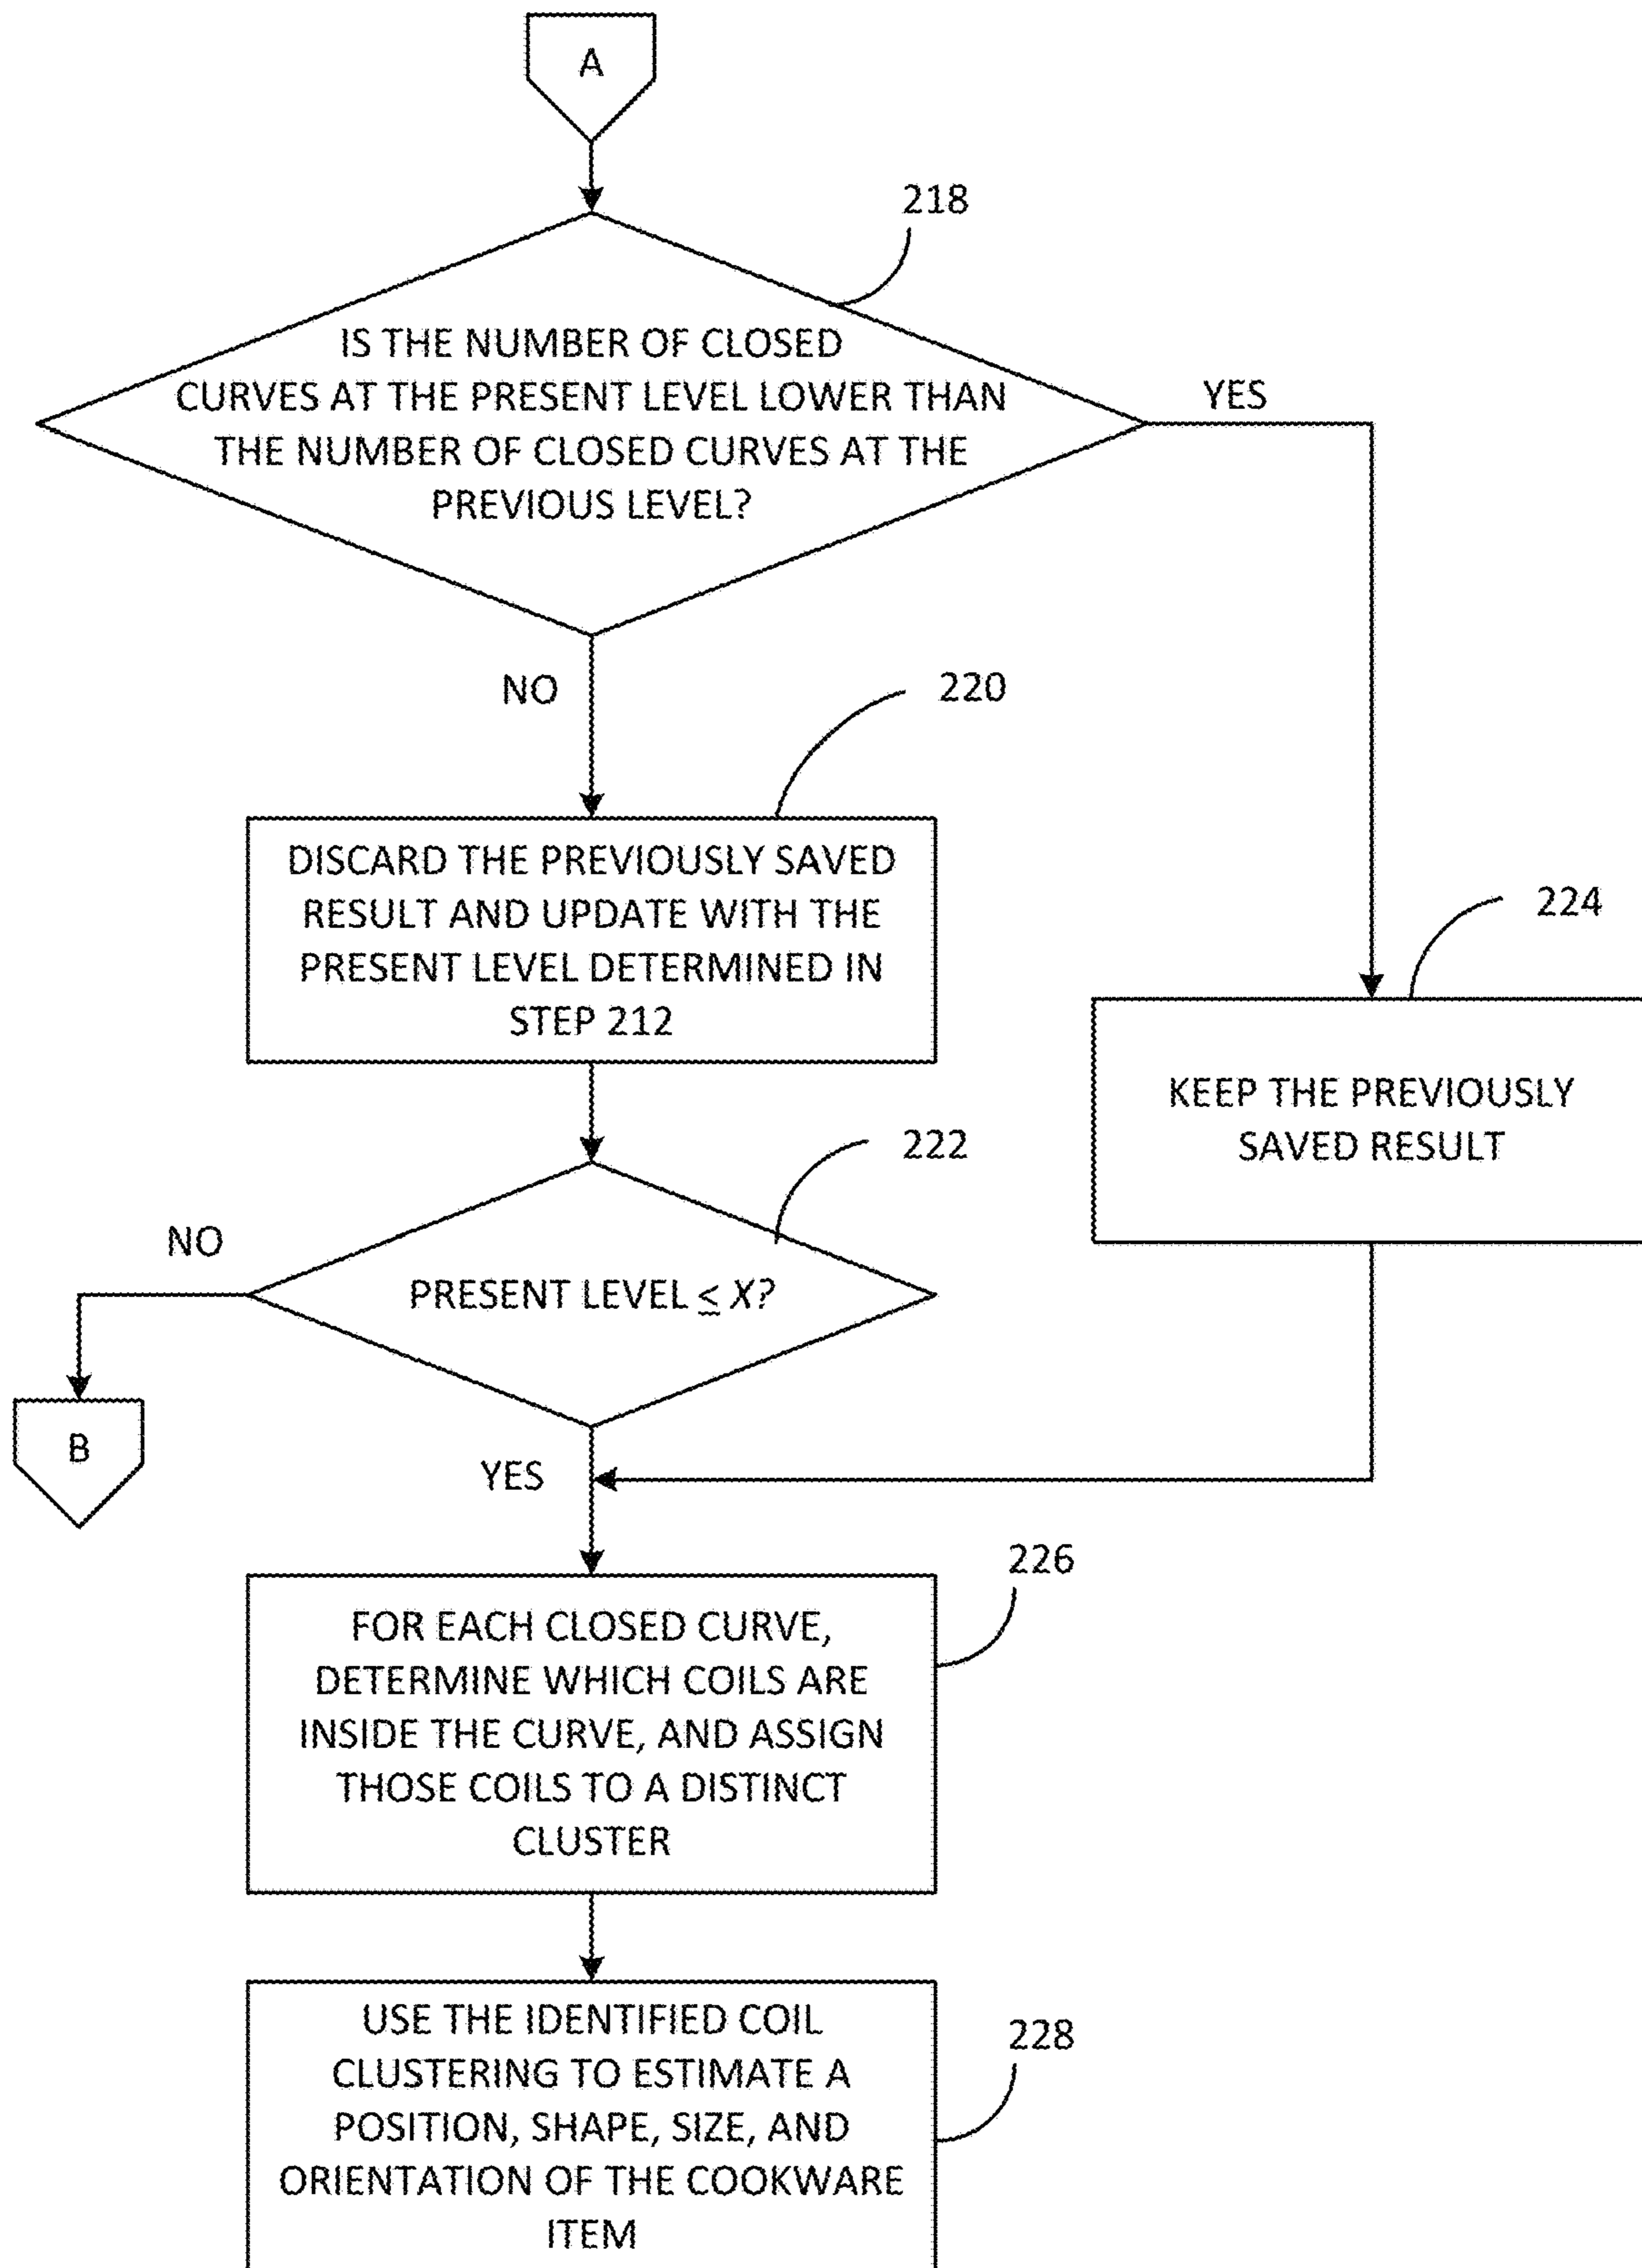 A
218
IS THE NUMBER OF CLOSED
CURVES AT THE PRESENT LEVEL LOWER THAN
THE NUMBER OF CLOSED CURVES AT THE
PREVIOUS LEVEL?
YES
NO
220
DISCARD THE PREVIOUSLY SAVED
RESULT AND UPDATE WITH THE
PRESENT LEVEL DETERMINED IN
STEP 212
224
KEEP THE PREVIOUSLY
SAVED RESULT
222
NO
PRESENT LEVEL ≤ X?
B
YES
226
FOR EACH CLOSED CURVE,
DETERMINE WHICH COILS ARE
INSIDE THE CURVE, AND ASSIGN
THOSE COILS TO A DISTINCT
CLUSTER
228
USE THE IDENTIFIED COIL
CLUSTERING TO ESTIMATE A
POSITION, SHAPE, SIZE, AND
ORIENTATION OF THE COOKWARE
ITEM